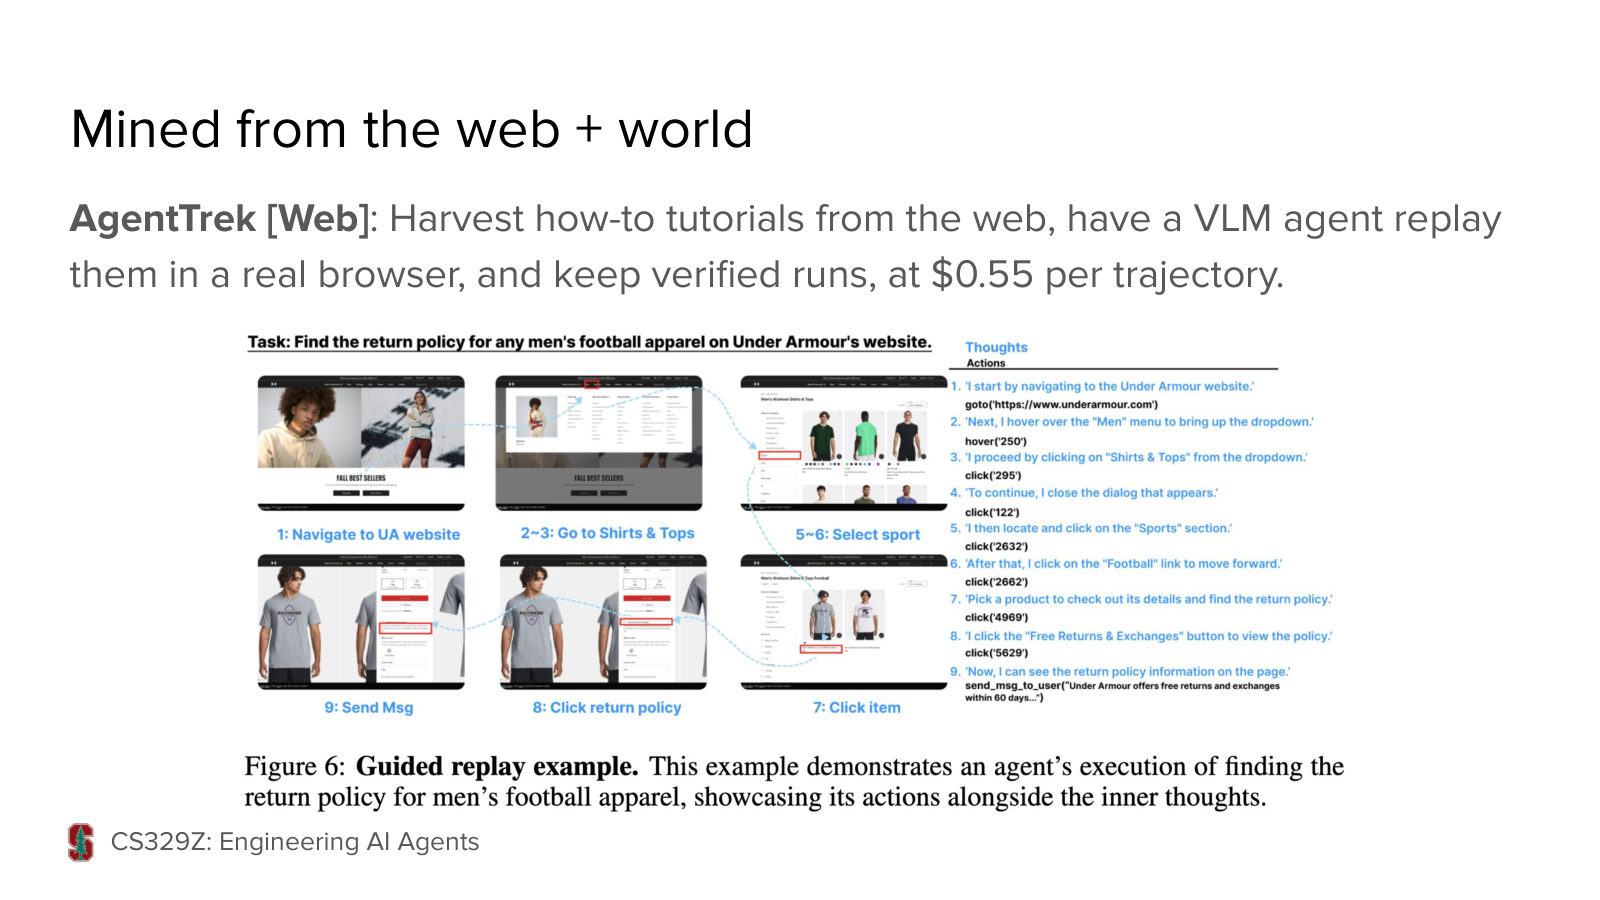 Mined from the web + world
AgentTrek [Web]: Harvest how-to tutorials from the web, have a VLM agent replay
them in a real browser, and keep verified runs, at $0.55 per trajectory.
Task: Find the return policy for any men's football apparel on Under Armour's website.
FALL BEST SELLERS
1: Navigate to UA website
FALL BEST SELLERS
2~3: Go to Shirts & Tops
Men's Workout Shirts & Tops
5~6: Select sport
9: Send Msg
8: Click return policy
Men's Workout Shirts & Tops Football
7: Click item
Thoughts
Actions
1. 'I start by navigating to the Under Armour website.'
goto('https://www.underarmour.com')
2. 'Next, I hover over the "Men" menu to bring up the dropdown.'
hover('250')
3. 'I proceed by clicking on "Shirts & Tops" from the dropdown.'
click('295')
4. 'To continue, I close the dialog that appears.'
click('122')
5. 'I then locate and click on the "Sports" section.'
click('2632')
6. 'After that, I click on the "Football" link to move forward.'
click('2662')
7. 'Pick a product to check out its details and find the return policy.'
click('4969')
8. 'I click the "Free Returns & Exchanges" button to view the policy.'
click('5629')
9. 'Now, I can see the return policy information on the page.'
send_msg_to_user("Under Armour offers free returns and exchanges
within 60 days...")
Figure 6: Guided replay example. This example demonstrates an agent's execution of finding the
return policy for men's football apparel, showcasing its actions alongside the inner thoughts.
CS329Z: Engineering AI Agents